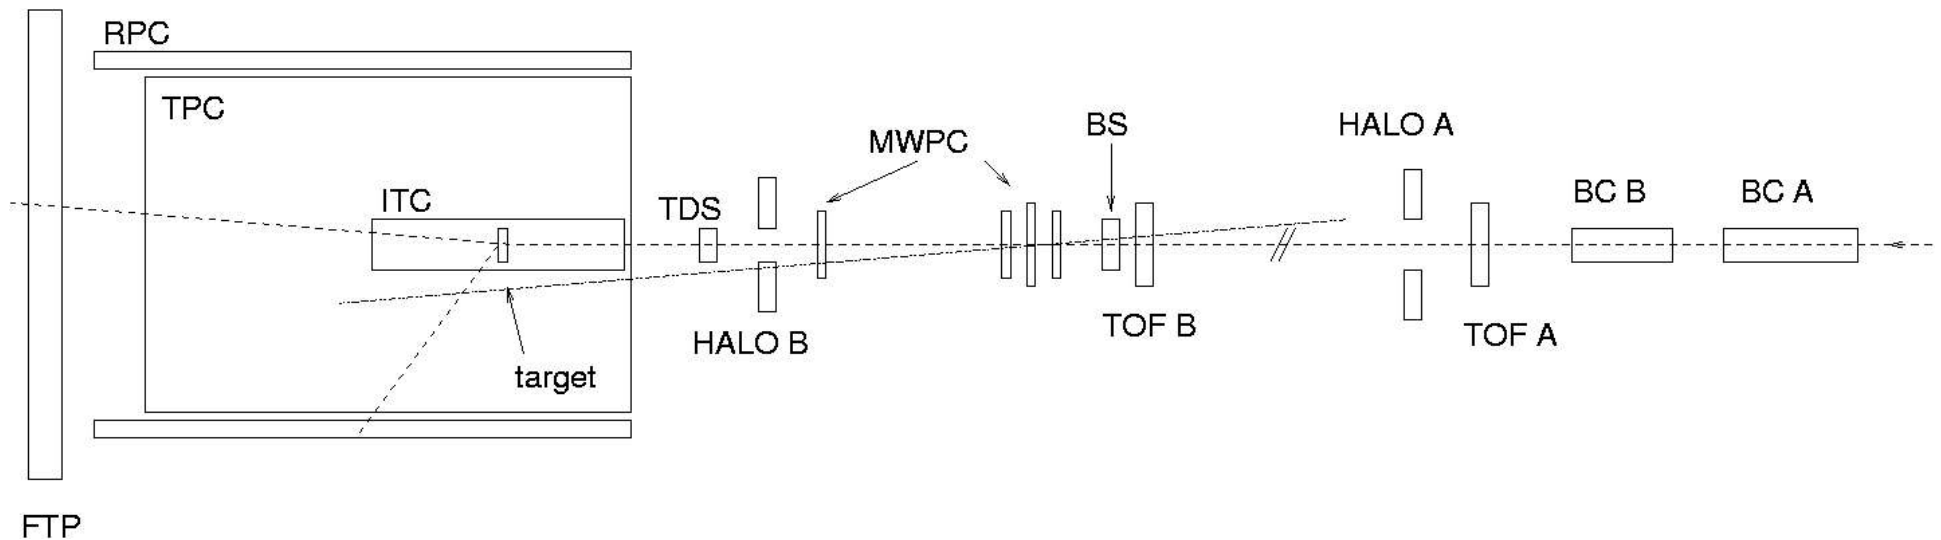 RPC
TPC
ITC
TDS
MWPC
BS
HALO A
BC B
BC A
HALO B
TOF B
TOF A
target
FTP